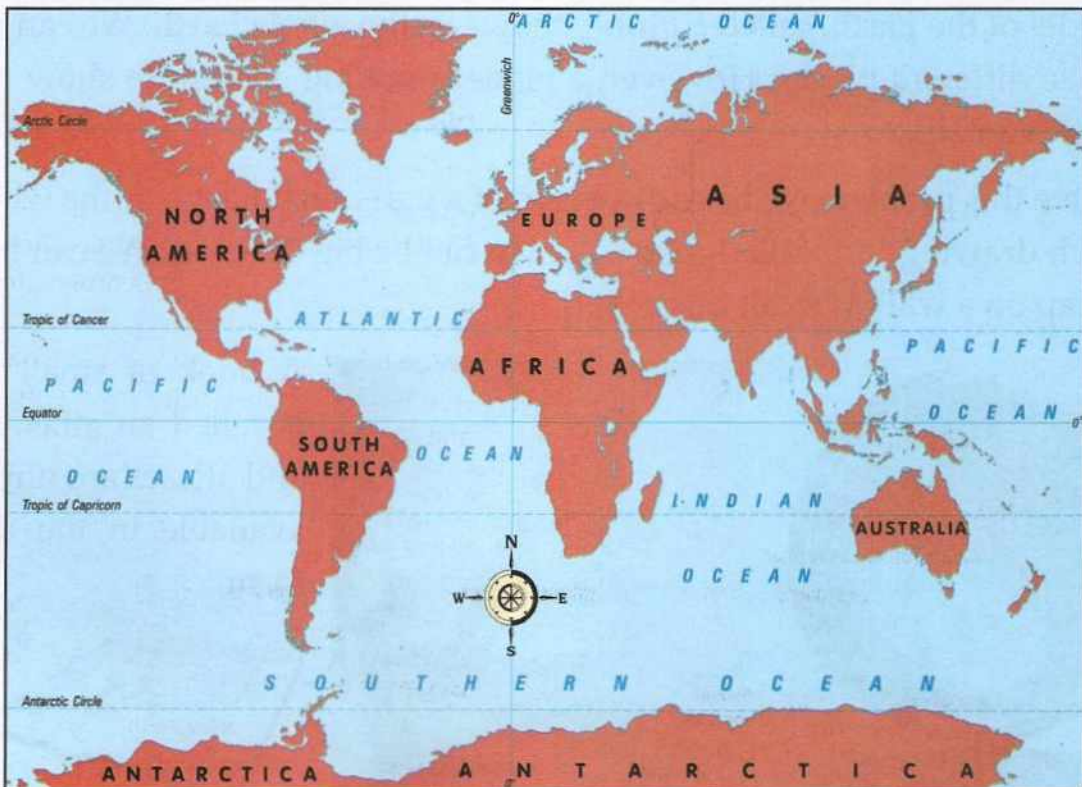 0°
ARCTIC OCEAN
Greenwich
Arctic Circle
ASIA
NORTH
AMERICA
EUROPE
Tropic of Cancer
ATLANTIC
PACIFIC
AFRICA
PACIFIC
Equator
OCEAN
0°
SOUTH
AMERICA
OCEAN
OCEAN
INDIAN
Tropic of Capricorn
AUSTRALIA
N
OCEAN
W
E
S
SOUTHERN OCEAN
Antarctic Circle
ANTARCTICA
ANTARCTICA
0°